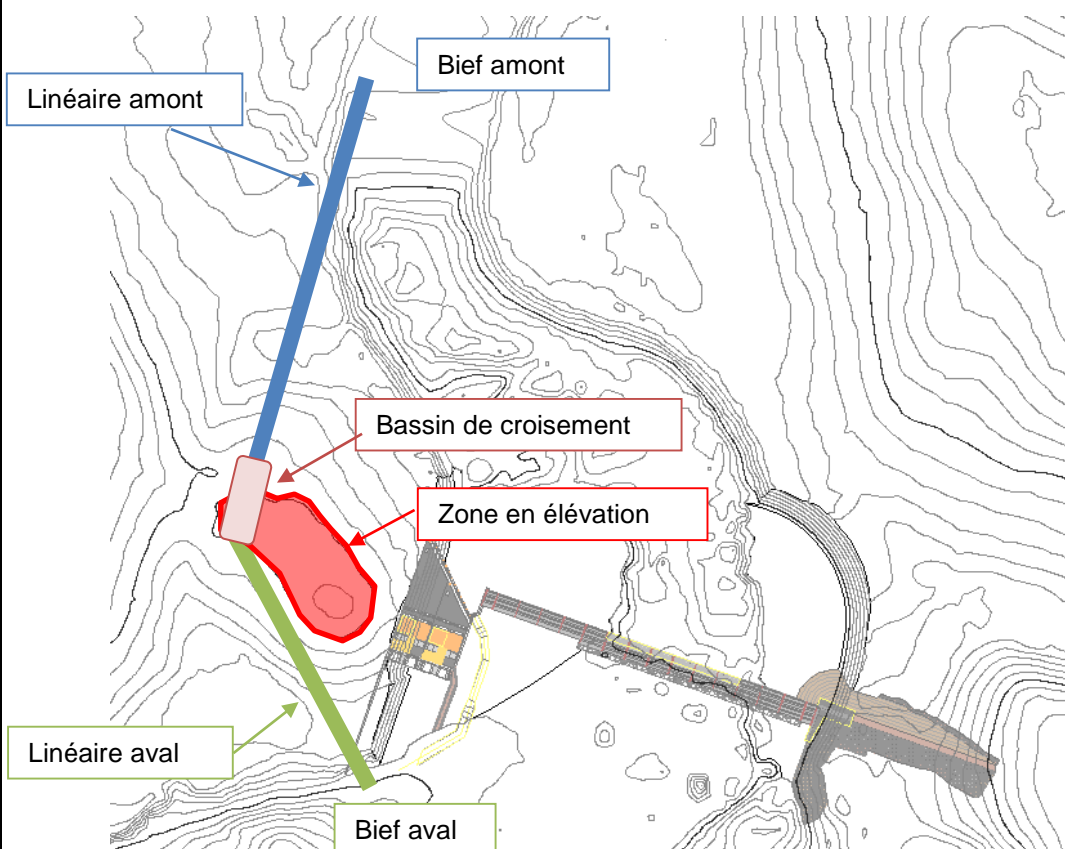 Bief amont
Linéaire amont
Bassin de croisement
Zone en élévation
Linéaire aval
Bief aval